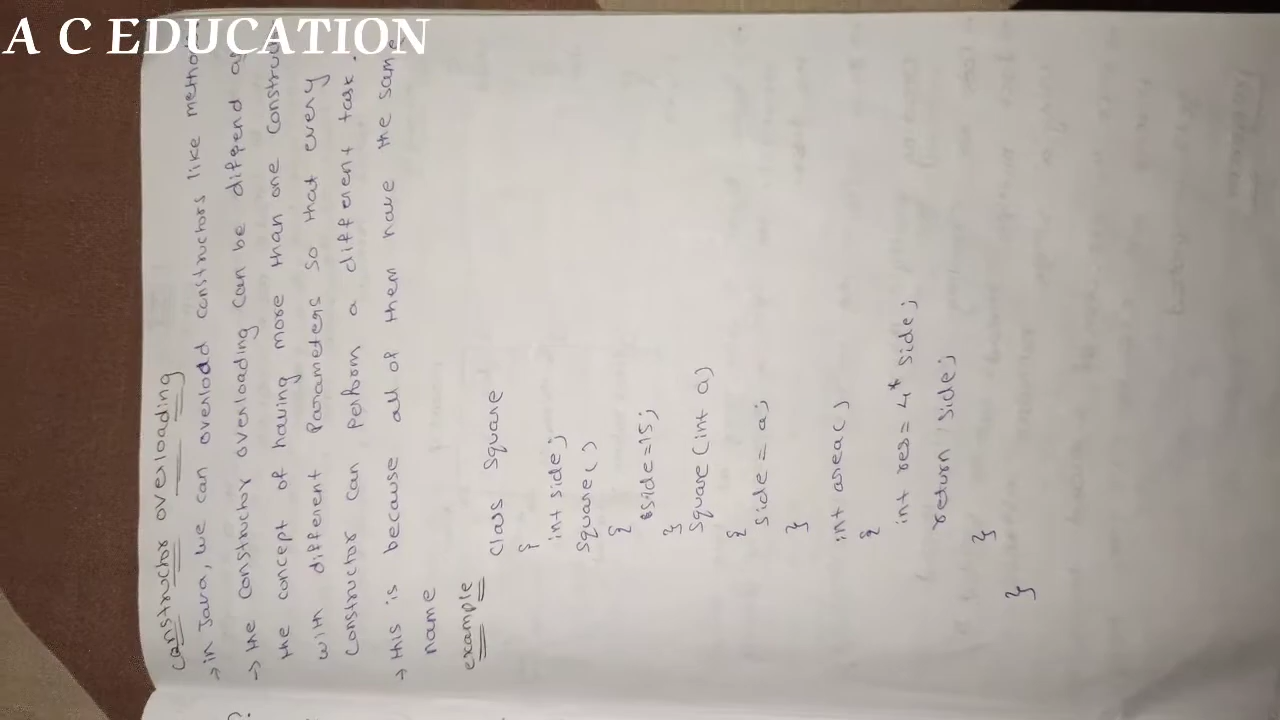 A C EDUCATION
constructor overloading
→ in Java, we can overload constructors like methods
→ the constructor overloading can be diffend as
the concept of having more than one constru
with different Parameters so that every
constructor can perform a different task.
→ this is because all of them have the same
name
example
class square
{
int side;
square()
{
side=15;
}
square(int a)
{
side = a;
}
int area()
{
int res= 4* side;
return side;
}
}